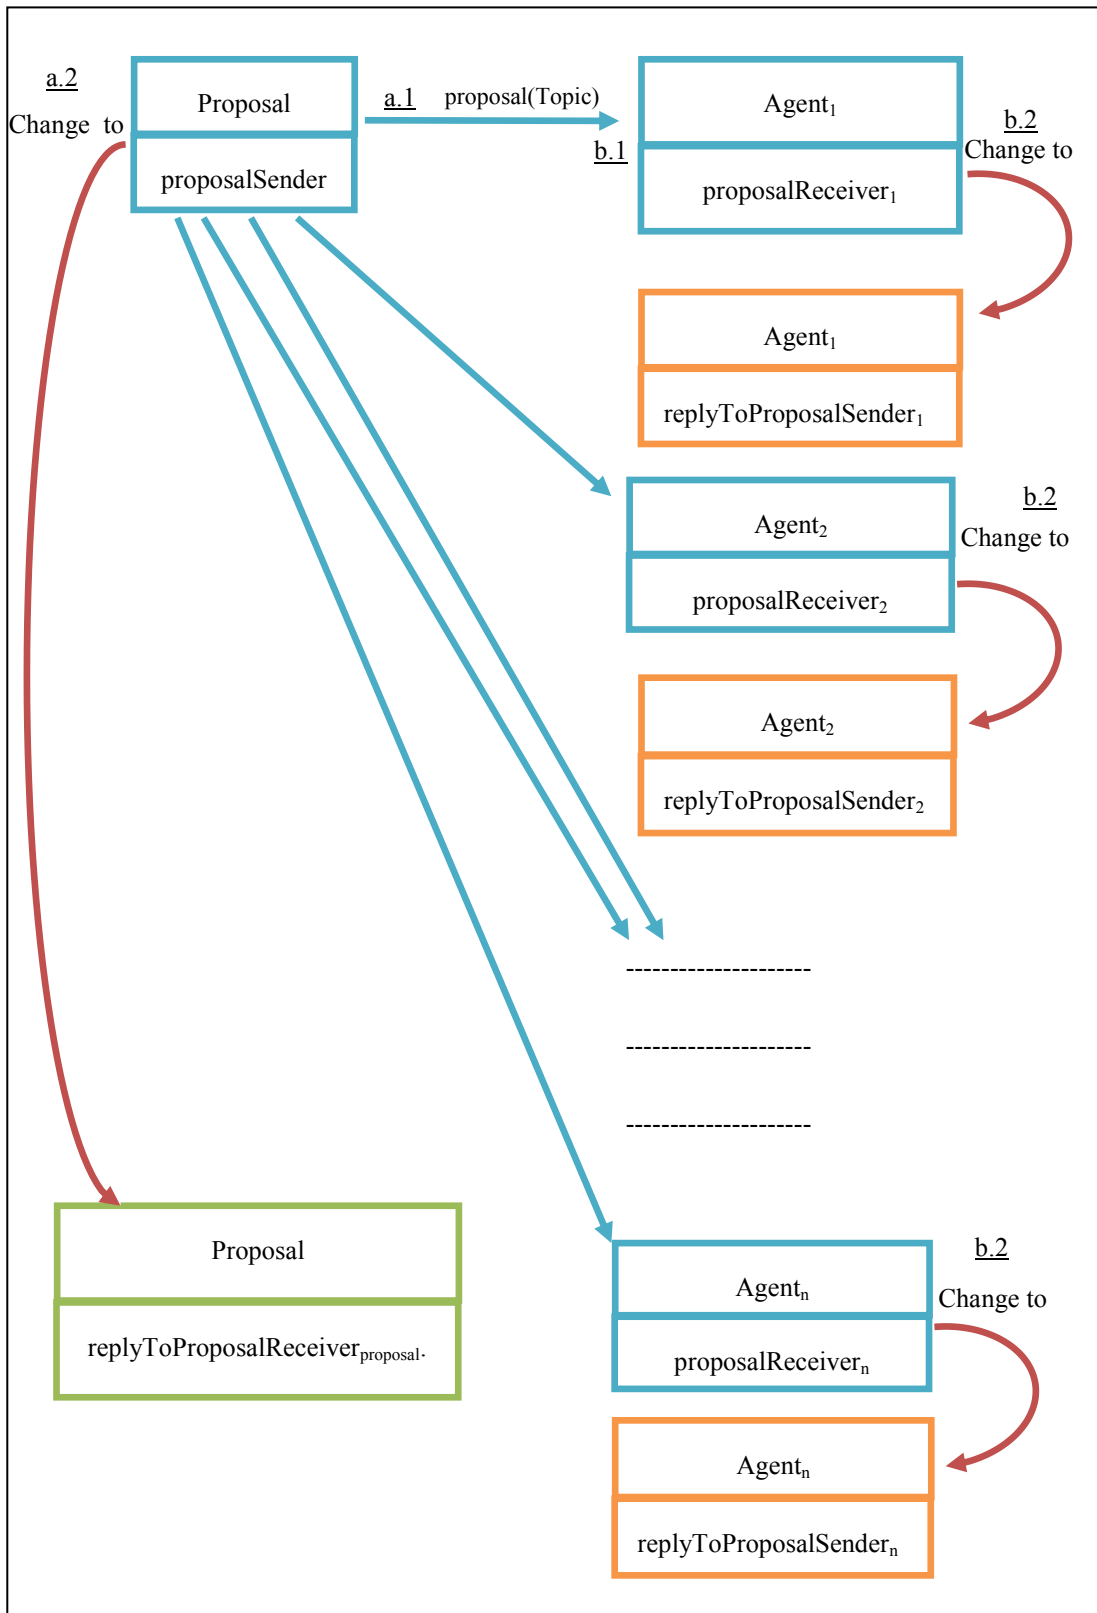 a.2
Change to
Proposal
proposalSender
a.1 proposal(Topic)
b.1
Agent₁
proposalReceiver₁
b.2
Change to
Agent₁
replyToProposalSender₁
Agent₂
proposalReceiver₂
b.2
Change to
Agent₂
replyToProposalSender₂
---------------------
---------------------
---------------------
Proposal
replyToProposalReceiverproposal.
Agentₙ
proposalReceiverₙ
b.2
Change to
Agentₙ
replyToProposalSenderₙ